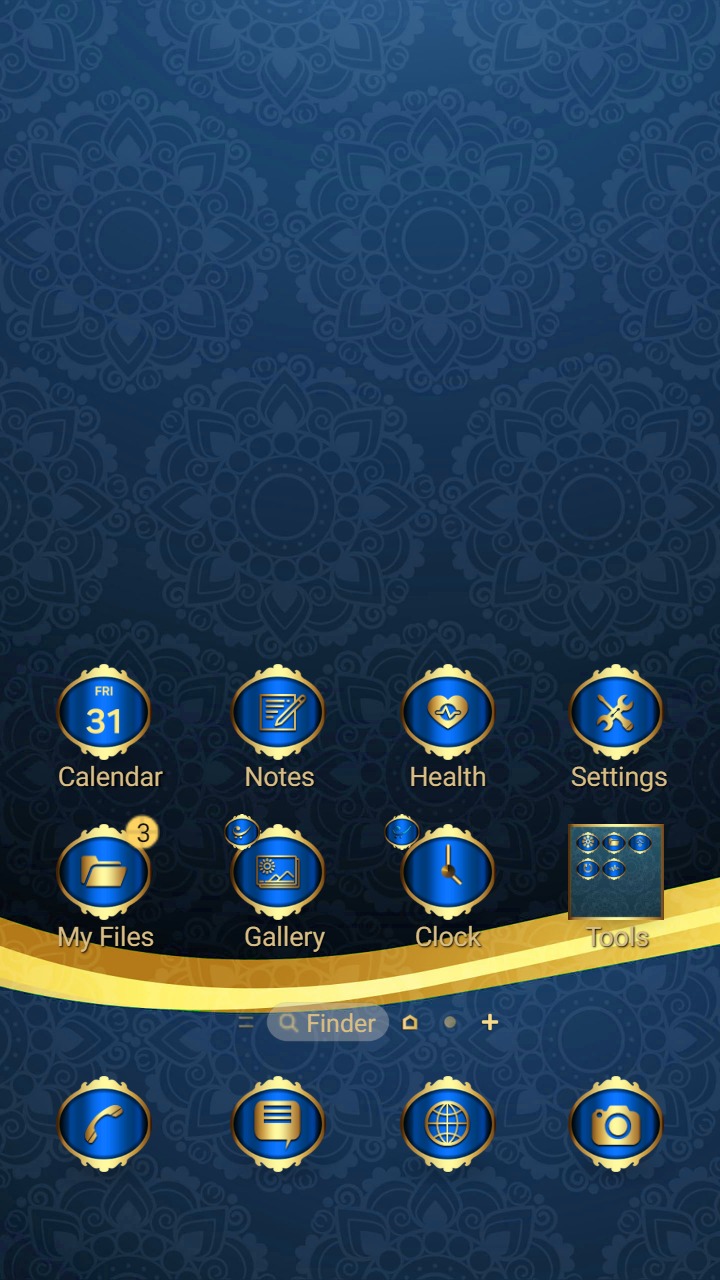 FRI
31
Calendar
Notes
Health
Settings
3
My Files
Gallery
Clock
Tools
Finder